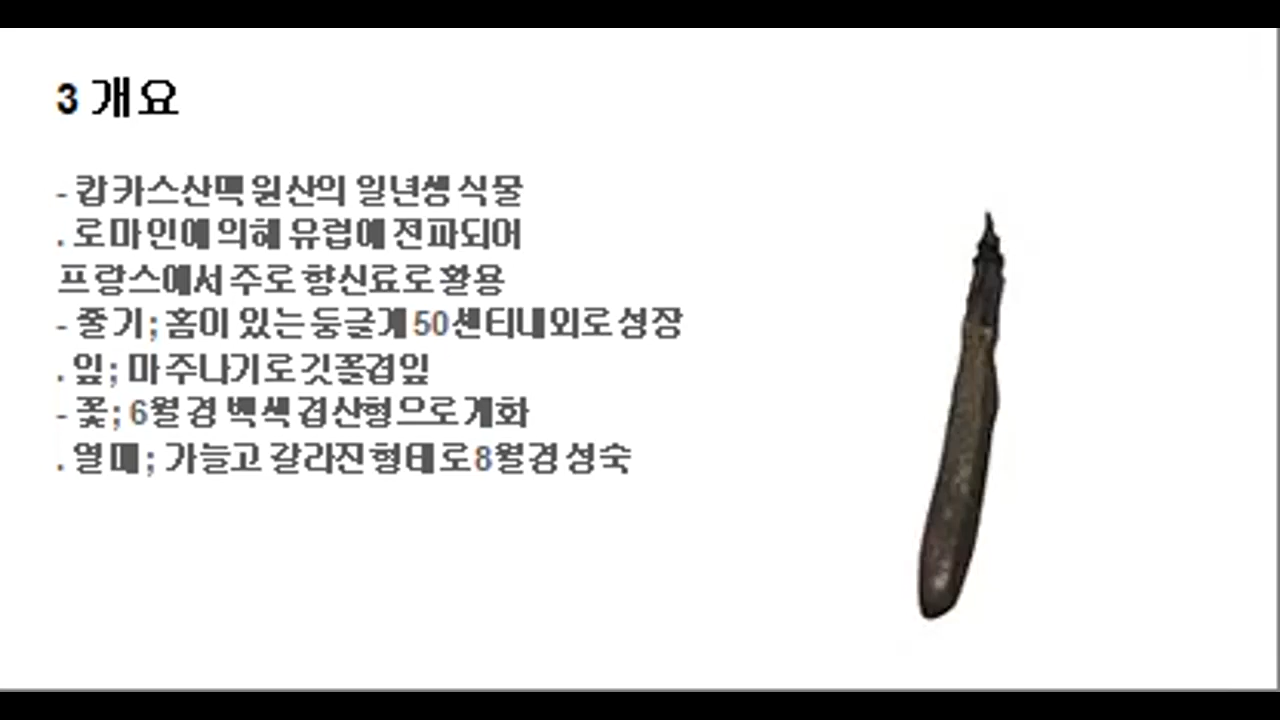 3 개요
- 캅카스산맥 원산의 일년생 식물
. 로마인에 의해 유럽에 전파되어
프랑스에서 주로 향신료로 활용
- 줄기; 홈이 있는 둥글게 50센티내외로 성장
. 잎; 마주나기로 깃꼴겹잎
- 꽃; 6월경 백색 겹산형으로 개화
. 열매; 가늘고 갈라진 형태로 8월경 성숙